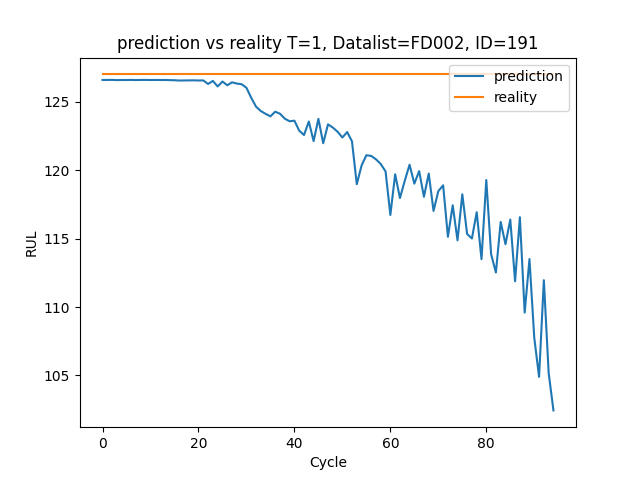 prediction vs reality T=1, Datalist=FD002, ID=191
prediction
reality
125
120
115
110
105
RUL
0
20
40
60
80
Cycle